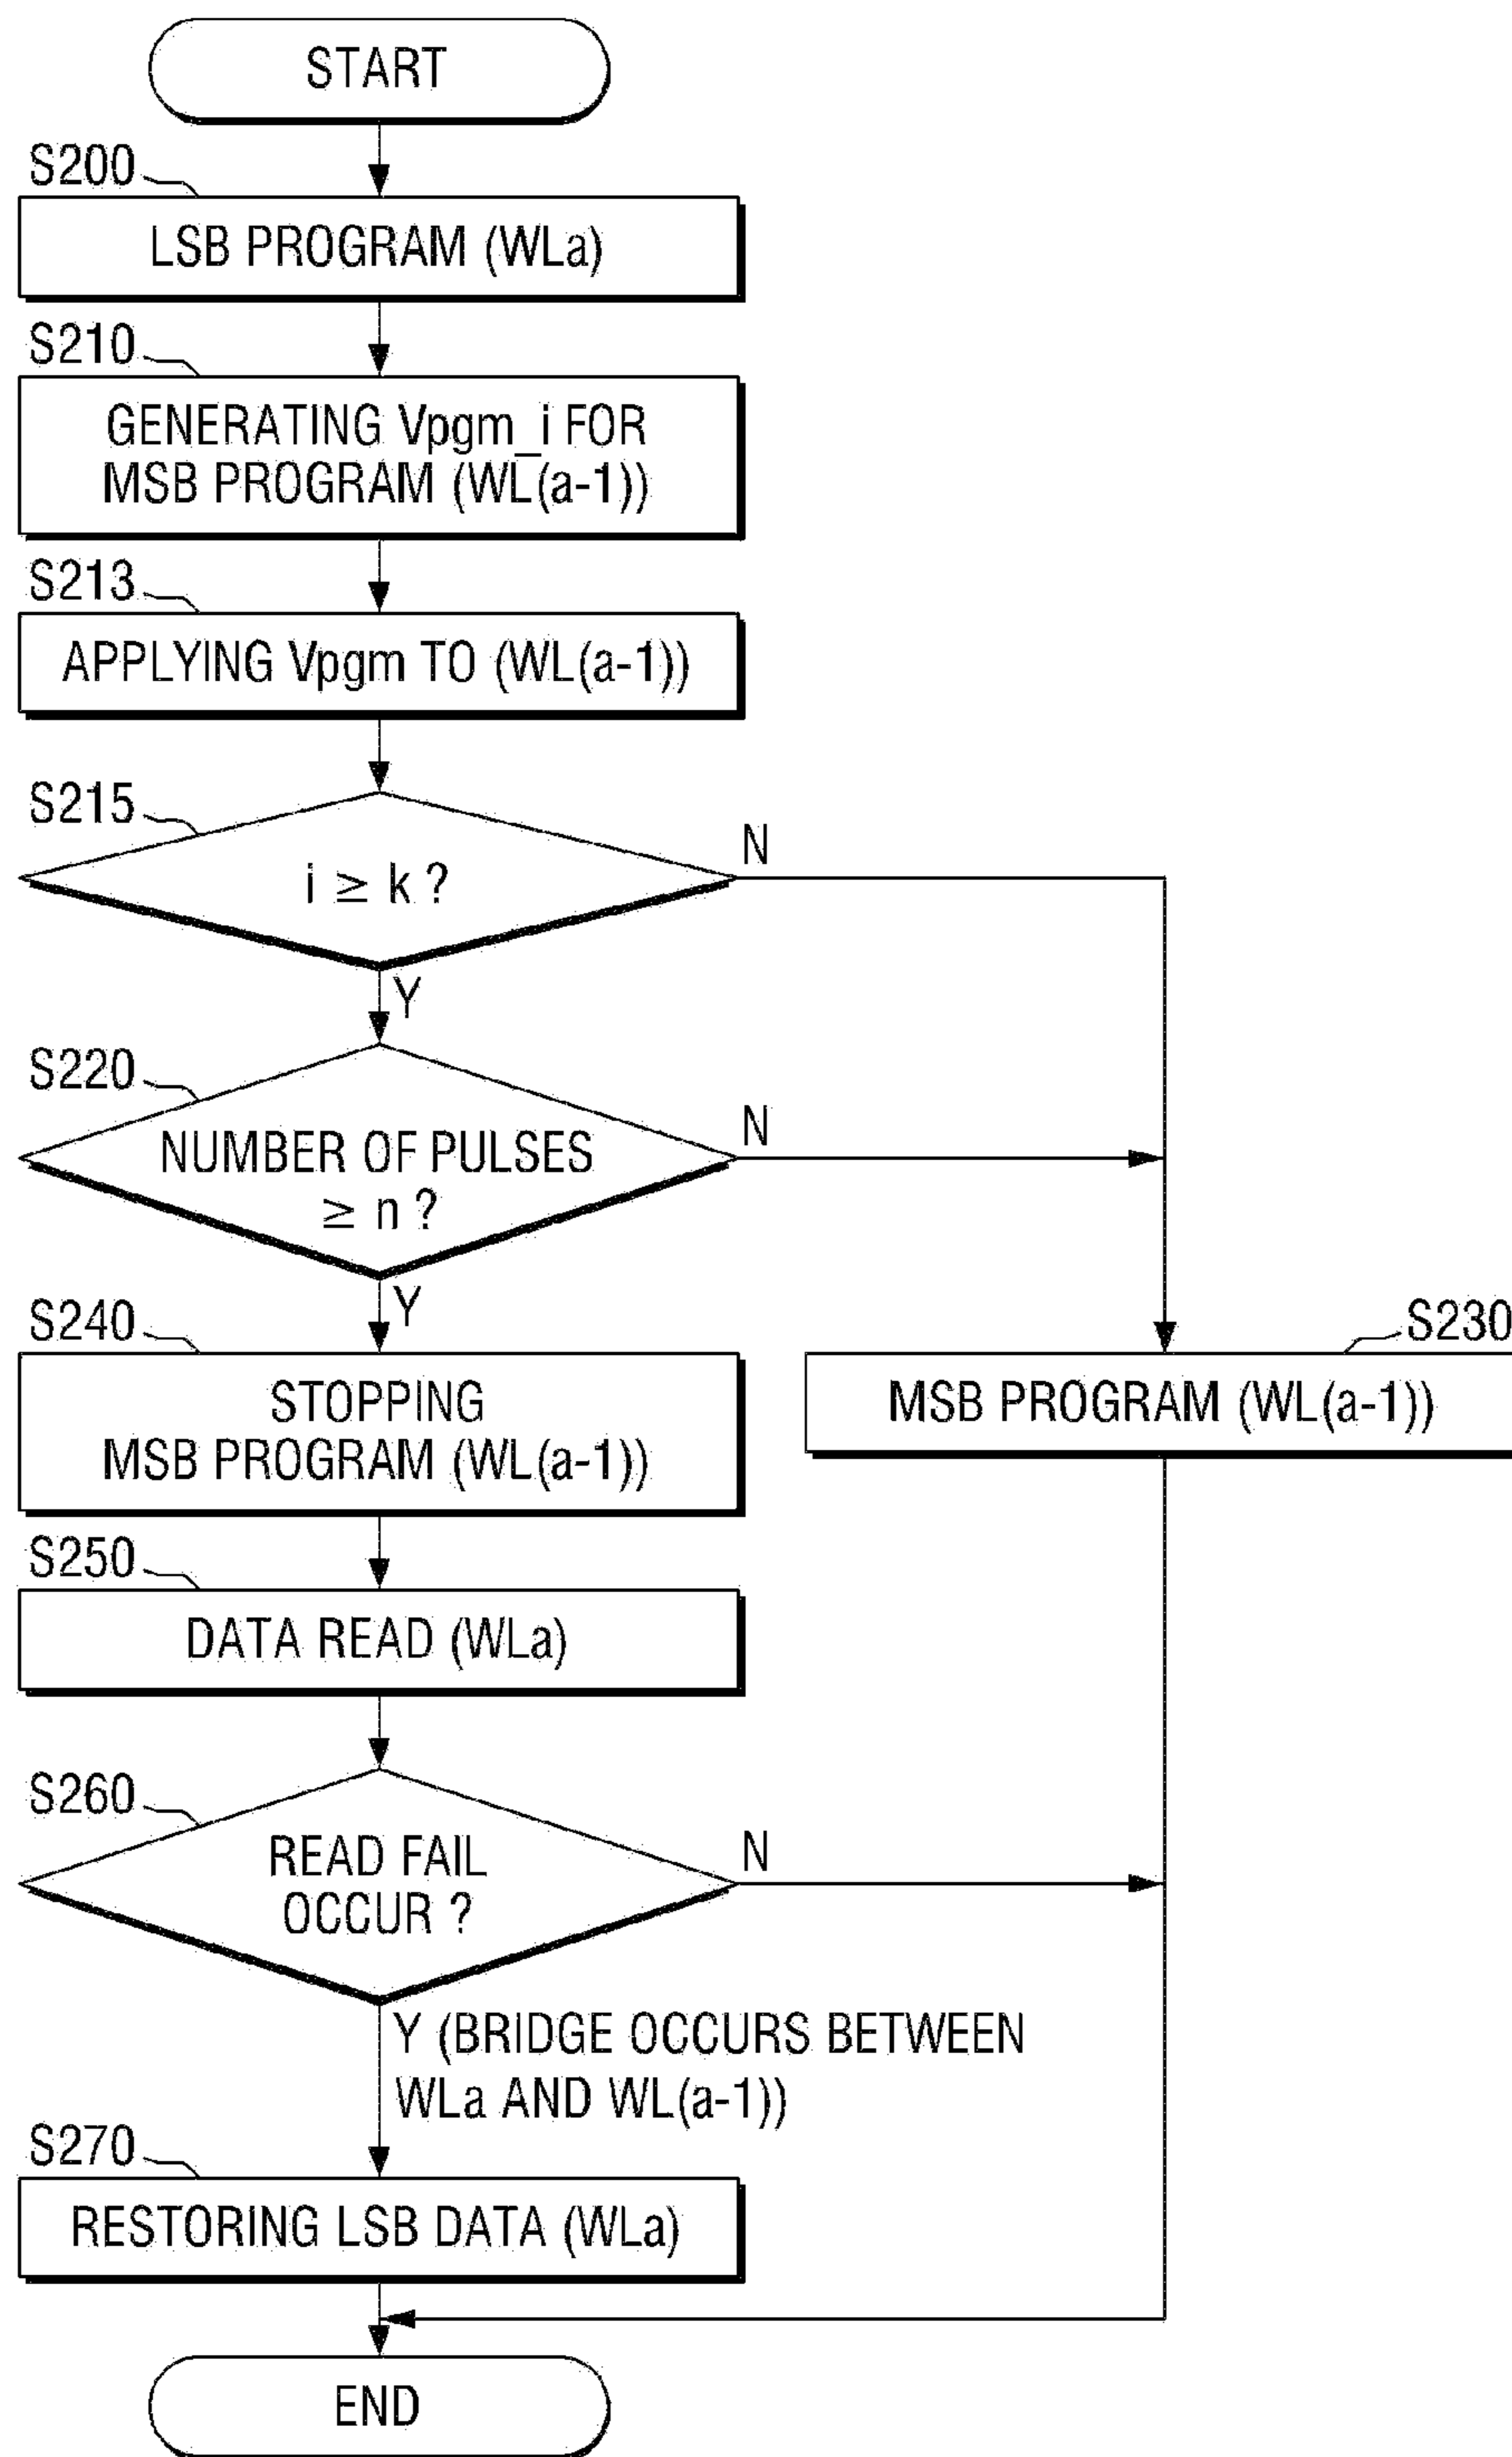 START
S200
LSB PROGRAM (WLa)
S210
GENERATING Vpgm_i FOR
MSB PROGRAM (WL(a-1))
S213
APPLYING Vpgm TO (WL(a-1))
S215
i ≥ k ?
N
Y
S220
NUMBER OF PULSES
≥ n ?
N
Y
S240
STOPPING
MSB PROGRAM (WL(a-1))
S230
MSB PROGRAM (WL(a-1))
S250
DATA READ (WLa)
S260
READ FAIL
OCCUR ?
N
Y (BRIDGE OCCURS BETWEEN
WLa AND WL(a-1))
S270
RESTORING LSB DATA (WLa)
END